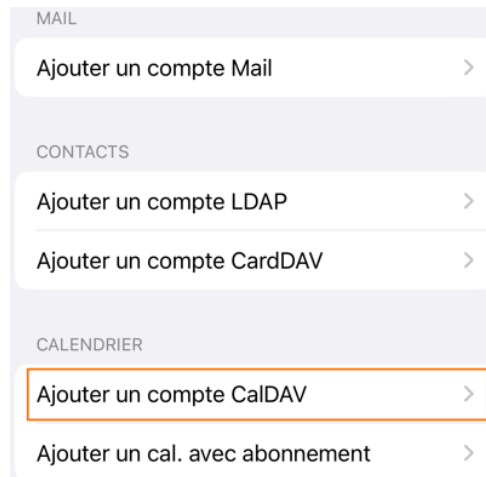 MAIL
Ajouter un compte Mail
CONTACTS
Ajouter un compte LDAP
Ajouter un compte CardDAV
CALENDRIER
Ajouter un compte CalDAV
Ajouter un cal. avec abonnement